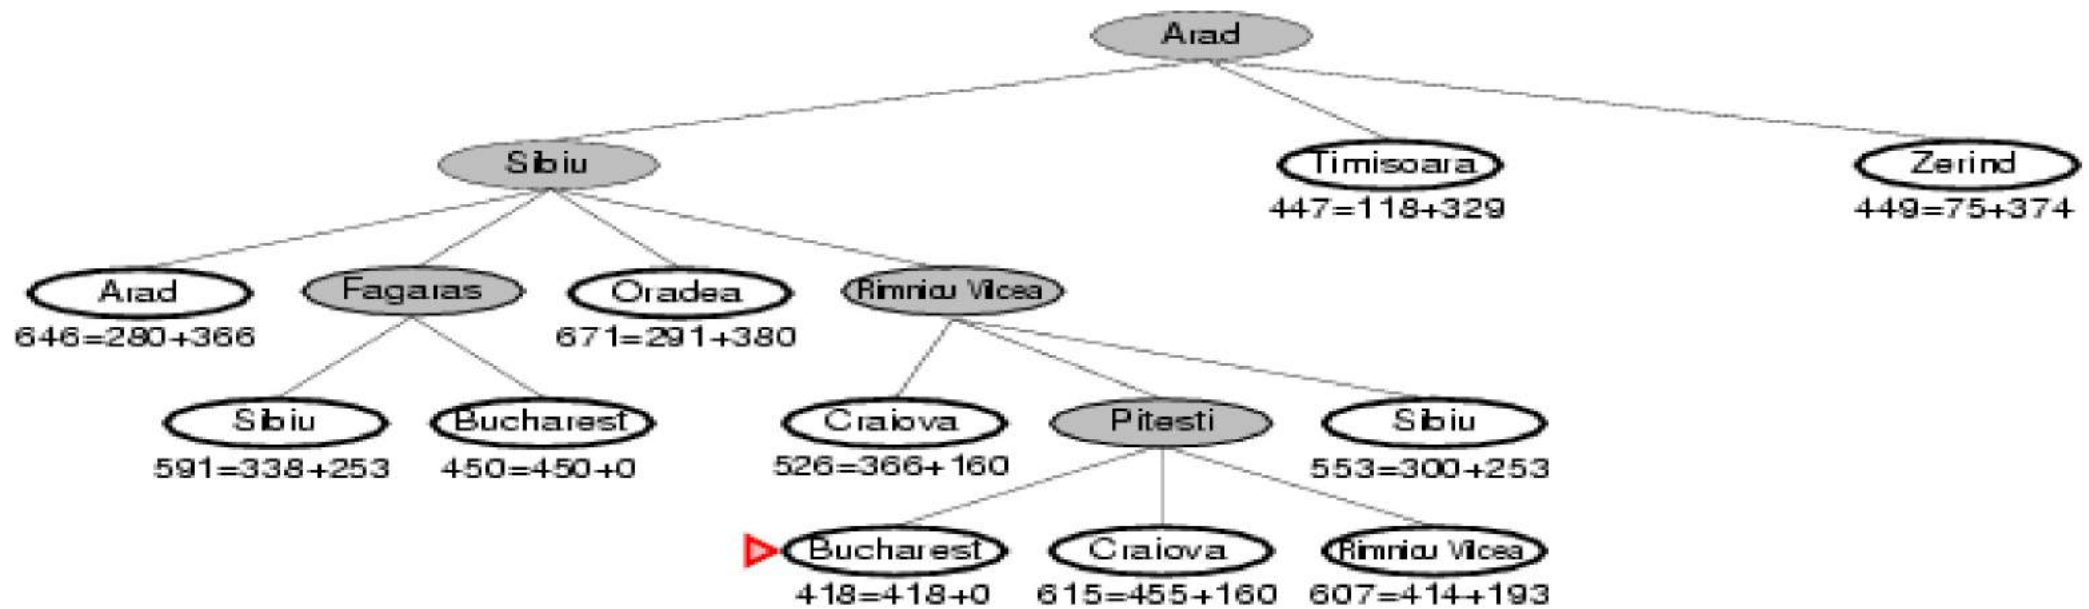 Arad
Sibiu
Timisoara
Zerind
447=118+329
449=75+374
Arad
Fagaras
Oradea
Rimnicu Vilcea
646=280+366
671=291+380
Sibiu
Bucharest
Craiova
Pitesti
Sibiu
591=338+253
450=450+0
526=366+160
553=300+253
Bucharest
Craiova
Rimnicu Vilcea
418=418+0
615=455+160
607=414+193